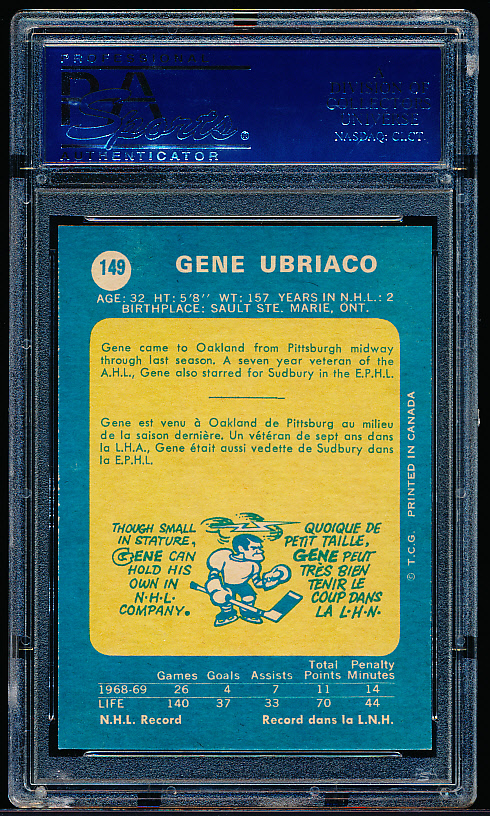 PROFESSIONAL
PSA
Sports®
AUTHENTICATOR
A
DIVISION OF
COLLECTORS
UNIVERSE
NASDAQ: CLCT
149
GENE UBRIACO
AGE: 32 HT: 5'8'' WT: 157 YEARS IN N.H.L.: 2
BIRTHPLACE: SAULT STE. MARIE, ONT.
Gene came to Oakland from Pittsburgh midway
through last season. A seven year veteran of the
A.H.L., Gene also starred for Sudbury in the E.P.H.L.
Gene est venu à Oakland de Pittsburg au milieu
de la saison dernière. Un vétéran de sept ans dans
la L.H.A., Gene était aussi vedette de Sudbury dans
la E.P.H.L.
THOUGH SMALL
IN STATURE,
GENE CAN
HOLD HIS
OWN IN
N·H·L·
COMPANY.
QUOIQUE DE
PETIT TAILLE,
GENE PEUT
TRÈS BIEN
TENIR LE
COUP DANS
LA L·H·N·
© T.C.G. PRINTED IN CANADA
Games Goals Assists Total Points Penalty Minutes
1968-69 26 4 7 11 14
LIFE 140 37 33 70 44
N.H.L. Record Record dans la L.N.H.